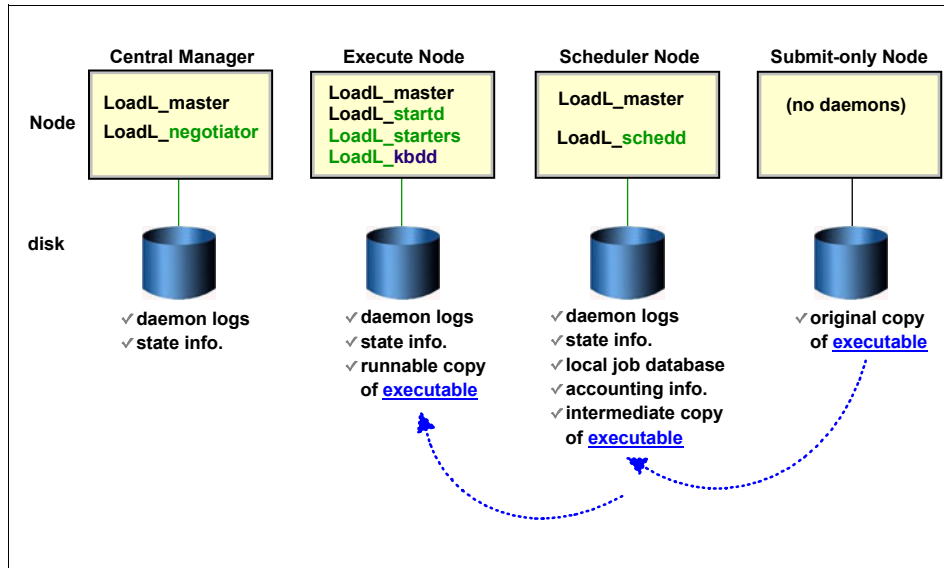 Central Manager
Execute Node
Scheduler Node
Submit-only Node
Node
LoadL_master
LoadL_negotiator
LoadL_master
LoadL_startd
LoadL_starters
LoadL_kbdd
LoadL_master
LoadL_schedd
(no daemons)
disk
✓ daemon logs
✓ state info.
✓ daemon logs
✓ state info.
✓ runnable copy
of executable
✓ daemon logs
✓ state info.
✓ local job database
✓ accounting info.
✓ intermediate copy
of executable
✓ original copy
of executable